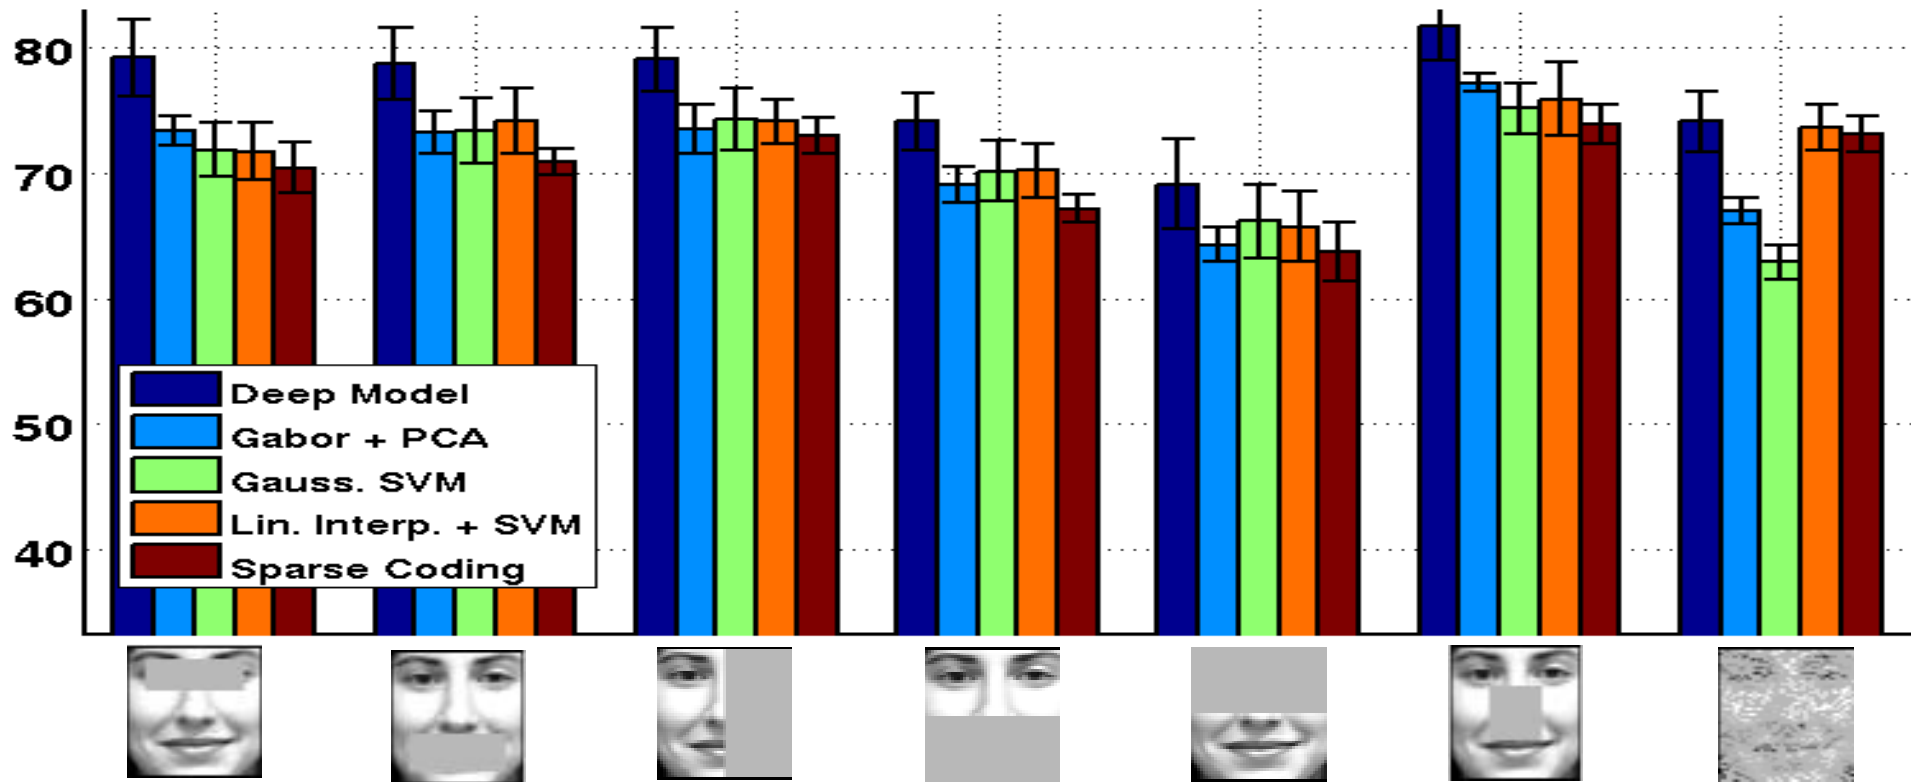 80
70
60
50
40
Deep Model
Gabor + PCA
Gauss. SVM
Lin. Interp. + SVM
Sparse Coding